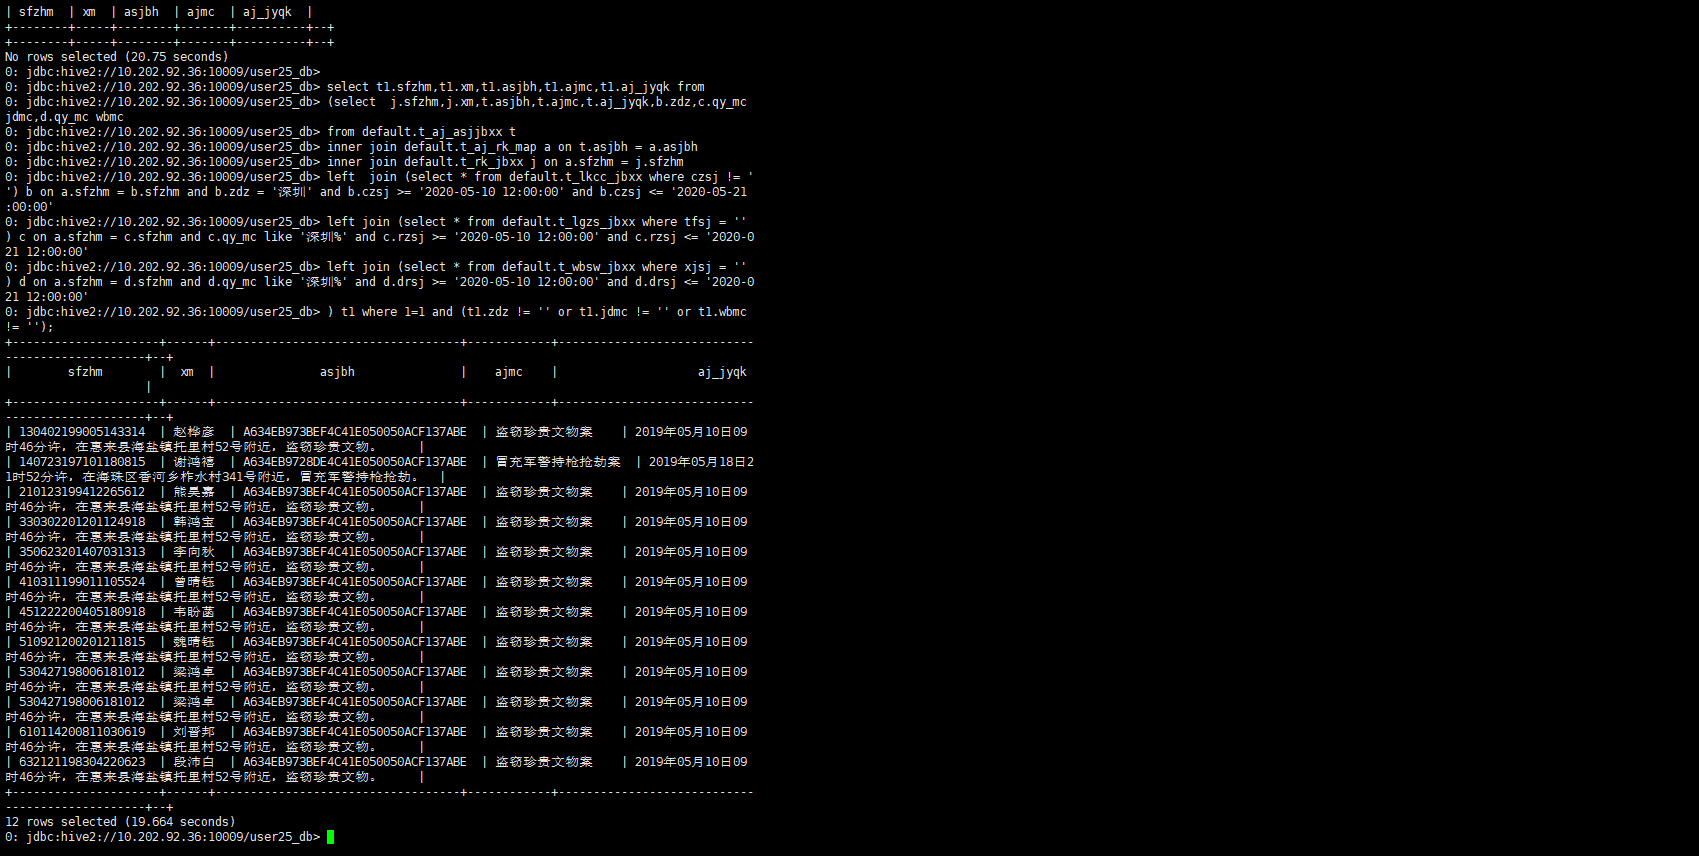 | sfzhm  | xm  | asjbh  | ajmc  | aj_jyqk  |
+--------+-----+--------+-------+----------+--+
+--------+-----+--------+-------+----------+--+
No rows selected (20.75 seconds)
0: jdbc:hive2://10.202.92.36:10009/user25_db>
0: jdbc:hive2://10.202.92.36:10009/user25_db> select t1.sfzhm,t1.xm,t1.asjbh,t1.ajmc,t1.aj_jyqk from
0: jdbc:hive2://10.202.92.36:10009/user25_db> (select  j.sfzhm,j.xm,t.asjbh,t.ajmc,t.aj_jyqk,b.zdz,c.qy_mc
jdmc,d.qy_mc wbmc
0: jdbc:hive2://10.202.92.36:10009/user25_db> from default.t_aj_asjjbxx t
0: jdbc:hive2://10.202.92.36:10009/user25_db> inner join default.t_aj_rk_map a on t.asjbh = a.asjbh
0: jdbc:hive2://10.202.92.36:10009/user25_db> inner join default.t_rk_jbxx j on a.sfzhm = j.sfzhm
0: jdbc:hive2://10.202.92.36:10009/user25_db> left  join (select * from default.t_lkcc_jbxx where czsj != '
') b on a.sfzhm = b.sfzhm and b.zdz = '深圳' and b.czsj >= '2020-05-10 12:00:00' and b.czsj <= '2020-05-21
:00:00'
0: jdbc:hive2://10.202.92.36:10009/user25_db> left join (select * from default.t_lgzs_jbxx where tfsj = ''
) c on a.sfzhm = c.sfzhm and c.qy_mc like '深圳%' and c.rzsj >= '2020-05-10 12:00:00' and c.rzsj <= '2020-0
21 12:00:00'
0: jdbc:hive2://10.202.92.36:10009/user25_db> left join (select * from default.t_wbsw_jbxx where xjsj = ''
) d on a.sfzhm = d.sfzhm and d.qy_mc like '深圳%' and d.drsj >= '2020-05-10 12:00:00' and d.drsj <= '2020-0
21 12:00:00'
0: jdbc:hive2://10.202.92.36:10009/user25_db> ) t1 where 1=1 and (t1.zdz != '' or t1.jdmc != '' or t1.wbmc
!= '');
+---------------------+------+-----------------------------------+------------+----------------------------
--------------------+--+
|        sfzhm        |  xm  |               asjbh               |    ajmc    |                    aj_jyqk
                    |
+---------------------+------+-----------------------------------+------------+----------------------------
--------------------+--+
| 130402199005143314  | 赵桦彦  | A634EB973BEF4C41E050050ACF137ABE  | 盗窃珍贵文物案    | 2019年05月10日09
时46分许，在惠来县海盐镇托里村52号附近，盗窃珍贵文物。     |
| 140723197101180815  | 谢鸿禧  | A634EB9728DE4C41E050050ACF137ABE  | 冒充军警持枪抢劫案  | 2019年05月18日2
1时52分许，在海珠区香河乡柞水村341号附近，冒充军警持枪抢劫。  |
| 210123199412265612  | 熊昊嘉  | A634EB973BEF4C41E050050ACF137ABE  | 盗窃珍贵文物案    | 2019年05月10日09
时46分许，在惠来县海盐镇托里村52号附近，盗窃珍贵文物。     |
| 330302201201124918  | 韩鸿宝  | A634EB973BEF4C41E050050ACF137ABE  | 盗窃珍贵文物案    | 2019年05月10日09
时46分许，在惠来县海盐镇托里村52号附近，盗窃珍贵文物。     |
| 350623201407031313  | 李向秋  | A634EB973BEF4C41E050050ACF137ABE  | 盗窃珍贵文物案    | 2019年05月10日09
时46分许，在惠来县海盐镇托里村52号附近，盗窃珍贵文物。     |
| 410311199011105524  | 曾晴钰  | A634EB973BEF4C41E050050ACF137ABE  | 盗窃珍贵文物案    | 2019年05月10日09
时46分许，在惠来县海盐镇托里村52号附近，盗窃珍贵文物。     |
| 451222200405180918  | 韦盼菡  | A634EB973BEF4C41E050050ACF137ABE  | 盗窃珍贵文物案    | 2019年05月10日09
时46分许，在惠来县海盐镇托里村52号附近，盗窃珍贵文物。     |
| 510921200201211815  | 魏晴钰  | A634EB973BEF4C41E050050ACF137ABE  | 盗窃珍贵文物案    | 2019年05月10日09
时46分许，在惠来县海盐镇托里村52号附近，盗窃珍贵文物。     |
| 530427198006181012  | 梁鸿卓  | A634EB973BEF4C41E050050ACF137ABE  | 盗窃珍贵文物案    | 2019年05月10日09
时46分许，在惠来县海盐镇托里村52号附近，盗窃珍贵文物。     |
| 530427198006181012  | 梁鸿卓  | A634EB973BEF4C41E050050ACF137ABE  | 盗窃珍贵文物案    | 2019年05月10日09
时46分许，在惠来县海盐镇托里村52号附近，盗窃珍贵文物。     |
| 610114200811030619  | 刘晋邦  | A634EB973BEF4C41E050050ACF137ABE  | 盗窃珍贵文物案    | 2019年05月10日09
时46分许，在惠来县海盐镇托里村52号附近，盗窃珍贵文物。     |
| 632121198304220623  | 段沛白  | A634EB973BEF4C41E050050ACF137ABE  | 盗窃珍贵文物案    | 2019年05月10日09
时46分许，在惠来县海盐镇托里村52号附近，盗窃珍贵文物。     |
+---------------------+------+-----------------------------------+------------+----------------------------
--------------------+--+
12 rows selected (19.664 seconds)
0: jdbc:hive2://10.202.92.36:10009/user25_db>